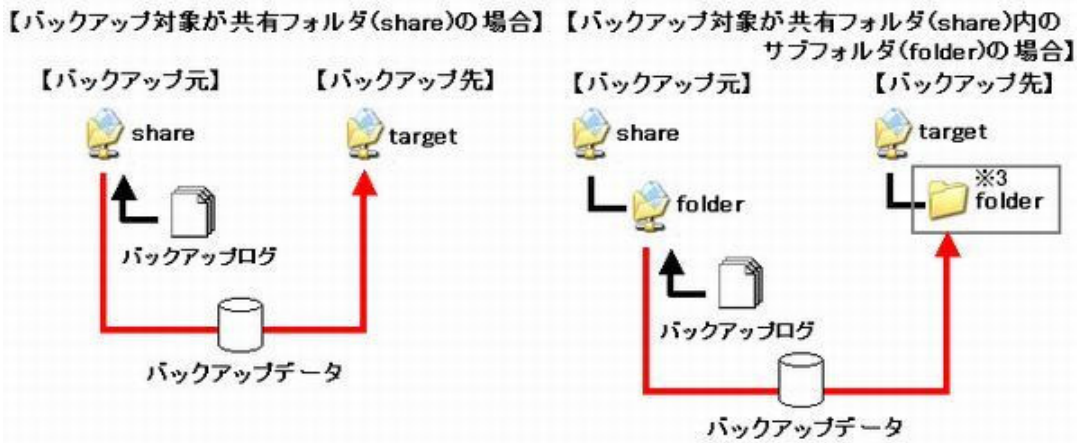 【バックアップ対象が共有フォルダ(share)の場合】
【バックアップ元】
【バックアップ先】
share
target
バックアップログ
バックアップデータ
【バックアップ対象が共有フォルダ(share)内の
サブフォルダ(folder)の場合】
【バックアップ元】
【バックアップ先】
share
target
folder
※3
folder
バックアップログ
バックアップデータ